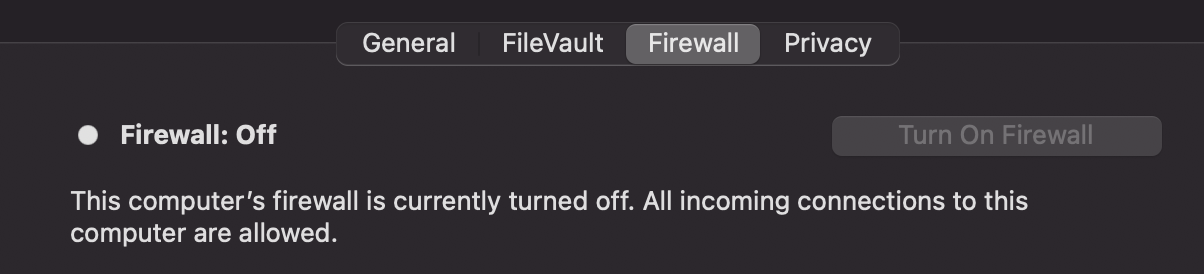 General FileVault Firewall Privacy
Firewall: Off Turn On Firewall
This computer’s firewall is currently turned off. All incoming connections to this
computer are allowed.